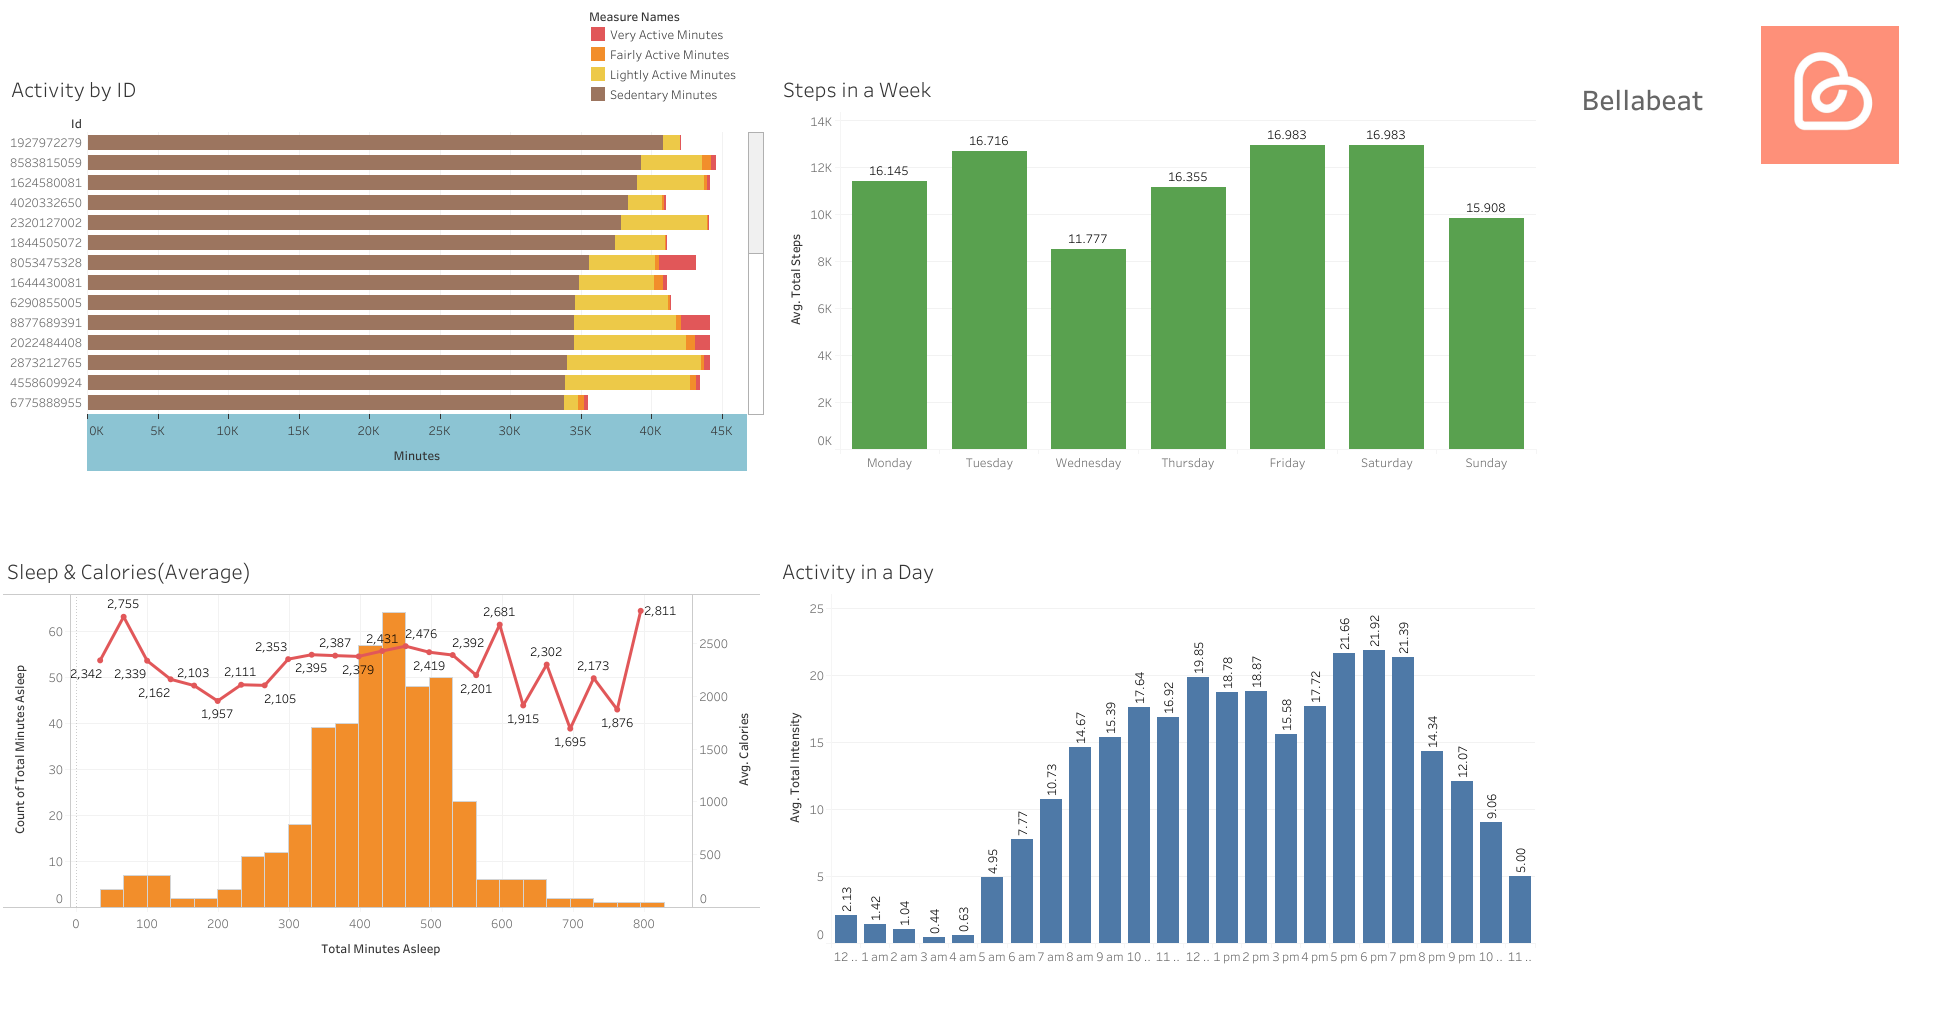 Measure Names
Very Active Minutes
Fairly Active Minutes
Lightly Active Minutes
Sedentary Minutes
Activity by ID
Id
1927972279
8583815059
1624580081
4020332650
2320127002
1844505072
8053475328
1644430081
6290855005
8877689391
2022484408
2873212765
4558609924
6775888955
0K 5K 10K 15K 20K 25K 30K 35K 40K 45K
Minutes
Steps in a Week
14K
12K
10K
8K
6K
4K
2K
0K
Avg. Total Steps
16.145 16.716 11.777 16.355 16.983 16.983 15.908
Monday Tuesday Wednesday Thursday Friday Saturday Sunday
Bellabeat
Sleep & Calories(Average)
60
50
40
30
20
10
0
Count of Total Minutes Asleep
2,342 2,755 2,339 2,162 2,103 1,957 2,111 2,105 2,353 2,395 2,387 2,379 2,431 2,476 2,419 2,392 2,201 2,681 1,915 2,302 1,695 2,173 1,876 2,811
2500
2000
1500
1000
500
0
Avg. Calories
0 100 200 300 400 500 600 700 800
Total Minutes Asleep
Activity in a Day
25
20
15
10
5
0
Avg. Total Intensity
2.13 1.42 1.04 0.44 0.63 4.95 7.77 10.73 14.67 15.39 17.64 16.92 19.85 18.78 18.87 15.58 17.72 21.66 21.92 21.39 14.34 12.07 9.06 5.00
12 .. 1 am 2 am 3 am 4 am 5 am 6 am 7 am 8 am 9 am 10 .. 11 .. 12 .. 1 pm 2 pm 3 pm 4 pm 5 pm 6 pm 7 pm 8 pm 9 pm 10 .. 11 ..